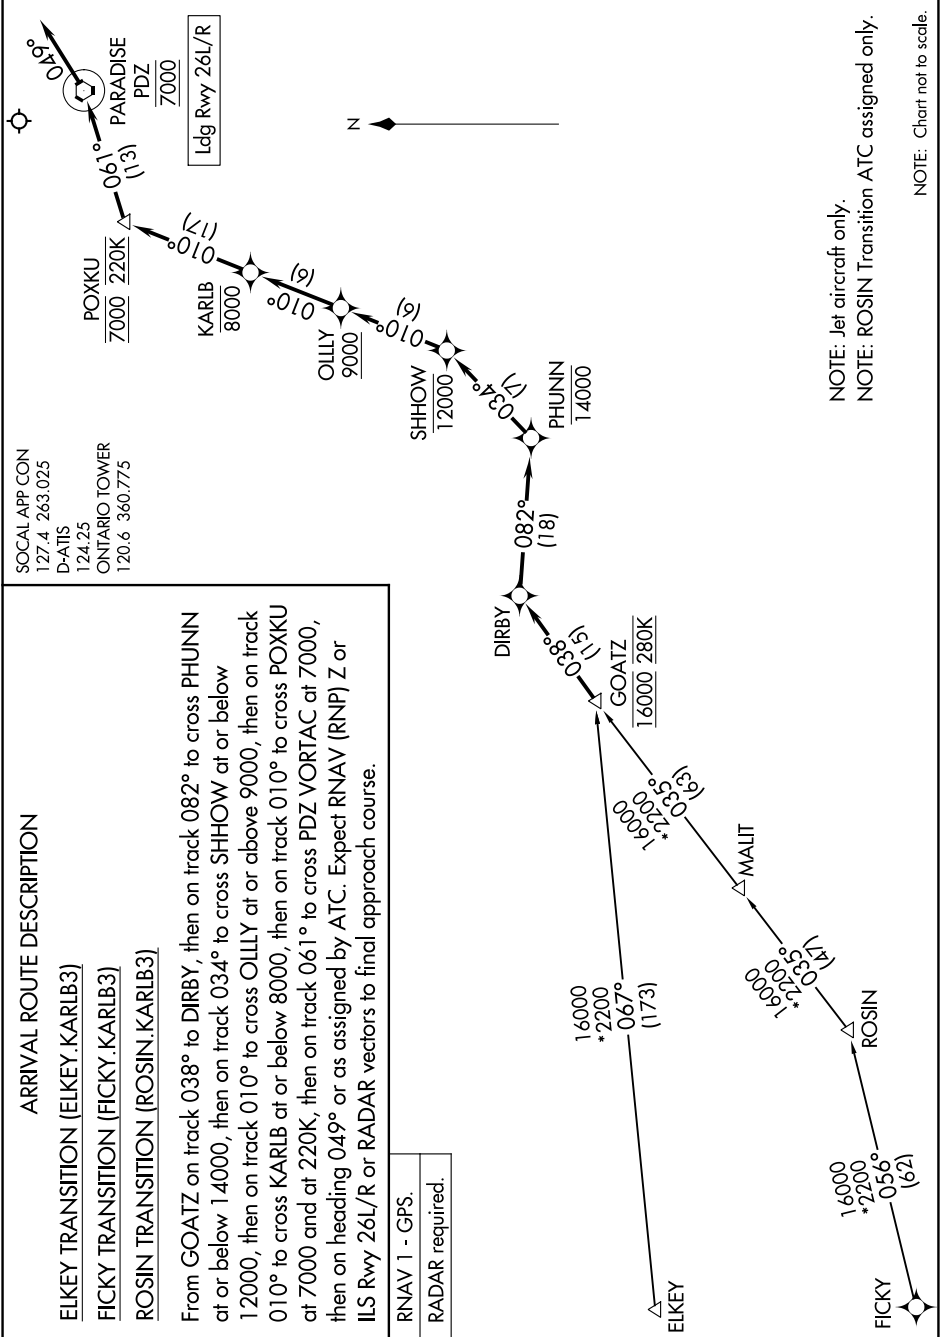 ARRIVAL ROUTE DESCRIPTION
ELKEY TRANSITION (ELKEY.KARLB3)
FICKY TRANSITION (FICKY.KARLB3)
ROSIN TRANSITION (ROSIN.KARLB3)
From GOATZ on track 038° to DIRBY, then on track 082° to cross PHUNN
at or below 14000, then on track 034° to cross SHHOW at or below
12000, then on track 010° to cross OLLLY at or above 9000, then on track
010° to cross KARLB at or below 8000, then on track 010° to cross POXKU
at 7000 and at 220K, then on track 061° to cross PDZ VORTAC at 7000,
then on heading 049° or as assigned by ATC. Expect RNAV (RNP) Z or
ILS Rwy 26L/R or RADAR vectors to final approach course.
RNAV 1 - GPS.
RADAR required.
SOCAL APP CON
127.4 263.025
D-ATIS
124.25
ONTARIO TOWER
120.6 360.775
049°
PARADISE
PDZ
7000
Ldg Rwy 26L/R
061°
(13)
POXKU
7000 220K
010°
(17)
KARLB
8000
010°
(6)
OLLLY
9000
010°
(6)
SHHOW
12000
034°
(7)
PHUNN
14000
082°
(18)
DIRBY
038°
(15)
GOATZ
16000 280K
16000
*2200
035°
(63)
MALIT
16000
*2200
035°
(47)
ROSIN
16000
*2200
067°
(173)
ELKEY
16000
*2200
056°
(62)
FICKY
N
NOTE: Jet aircraft only.
NOTE: ROSIN Transition ATC assigned only.
NOTE: Chart not to scale.